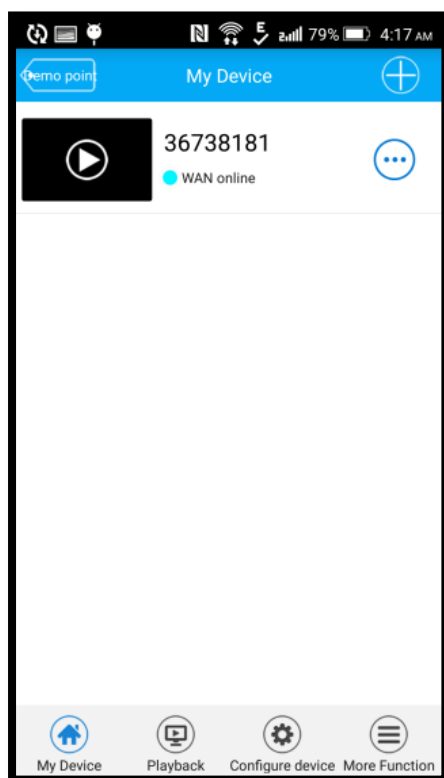 79% 4:17 AM
Demo point My Device
36738181
WAN online
My Device Playback Configure device More Function